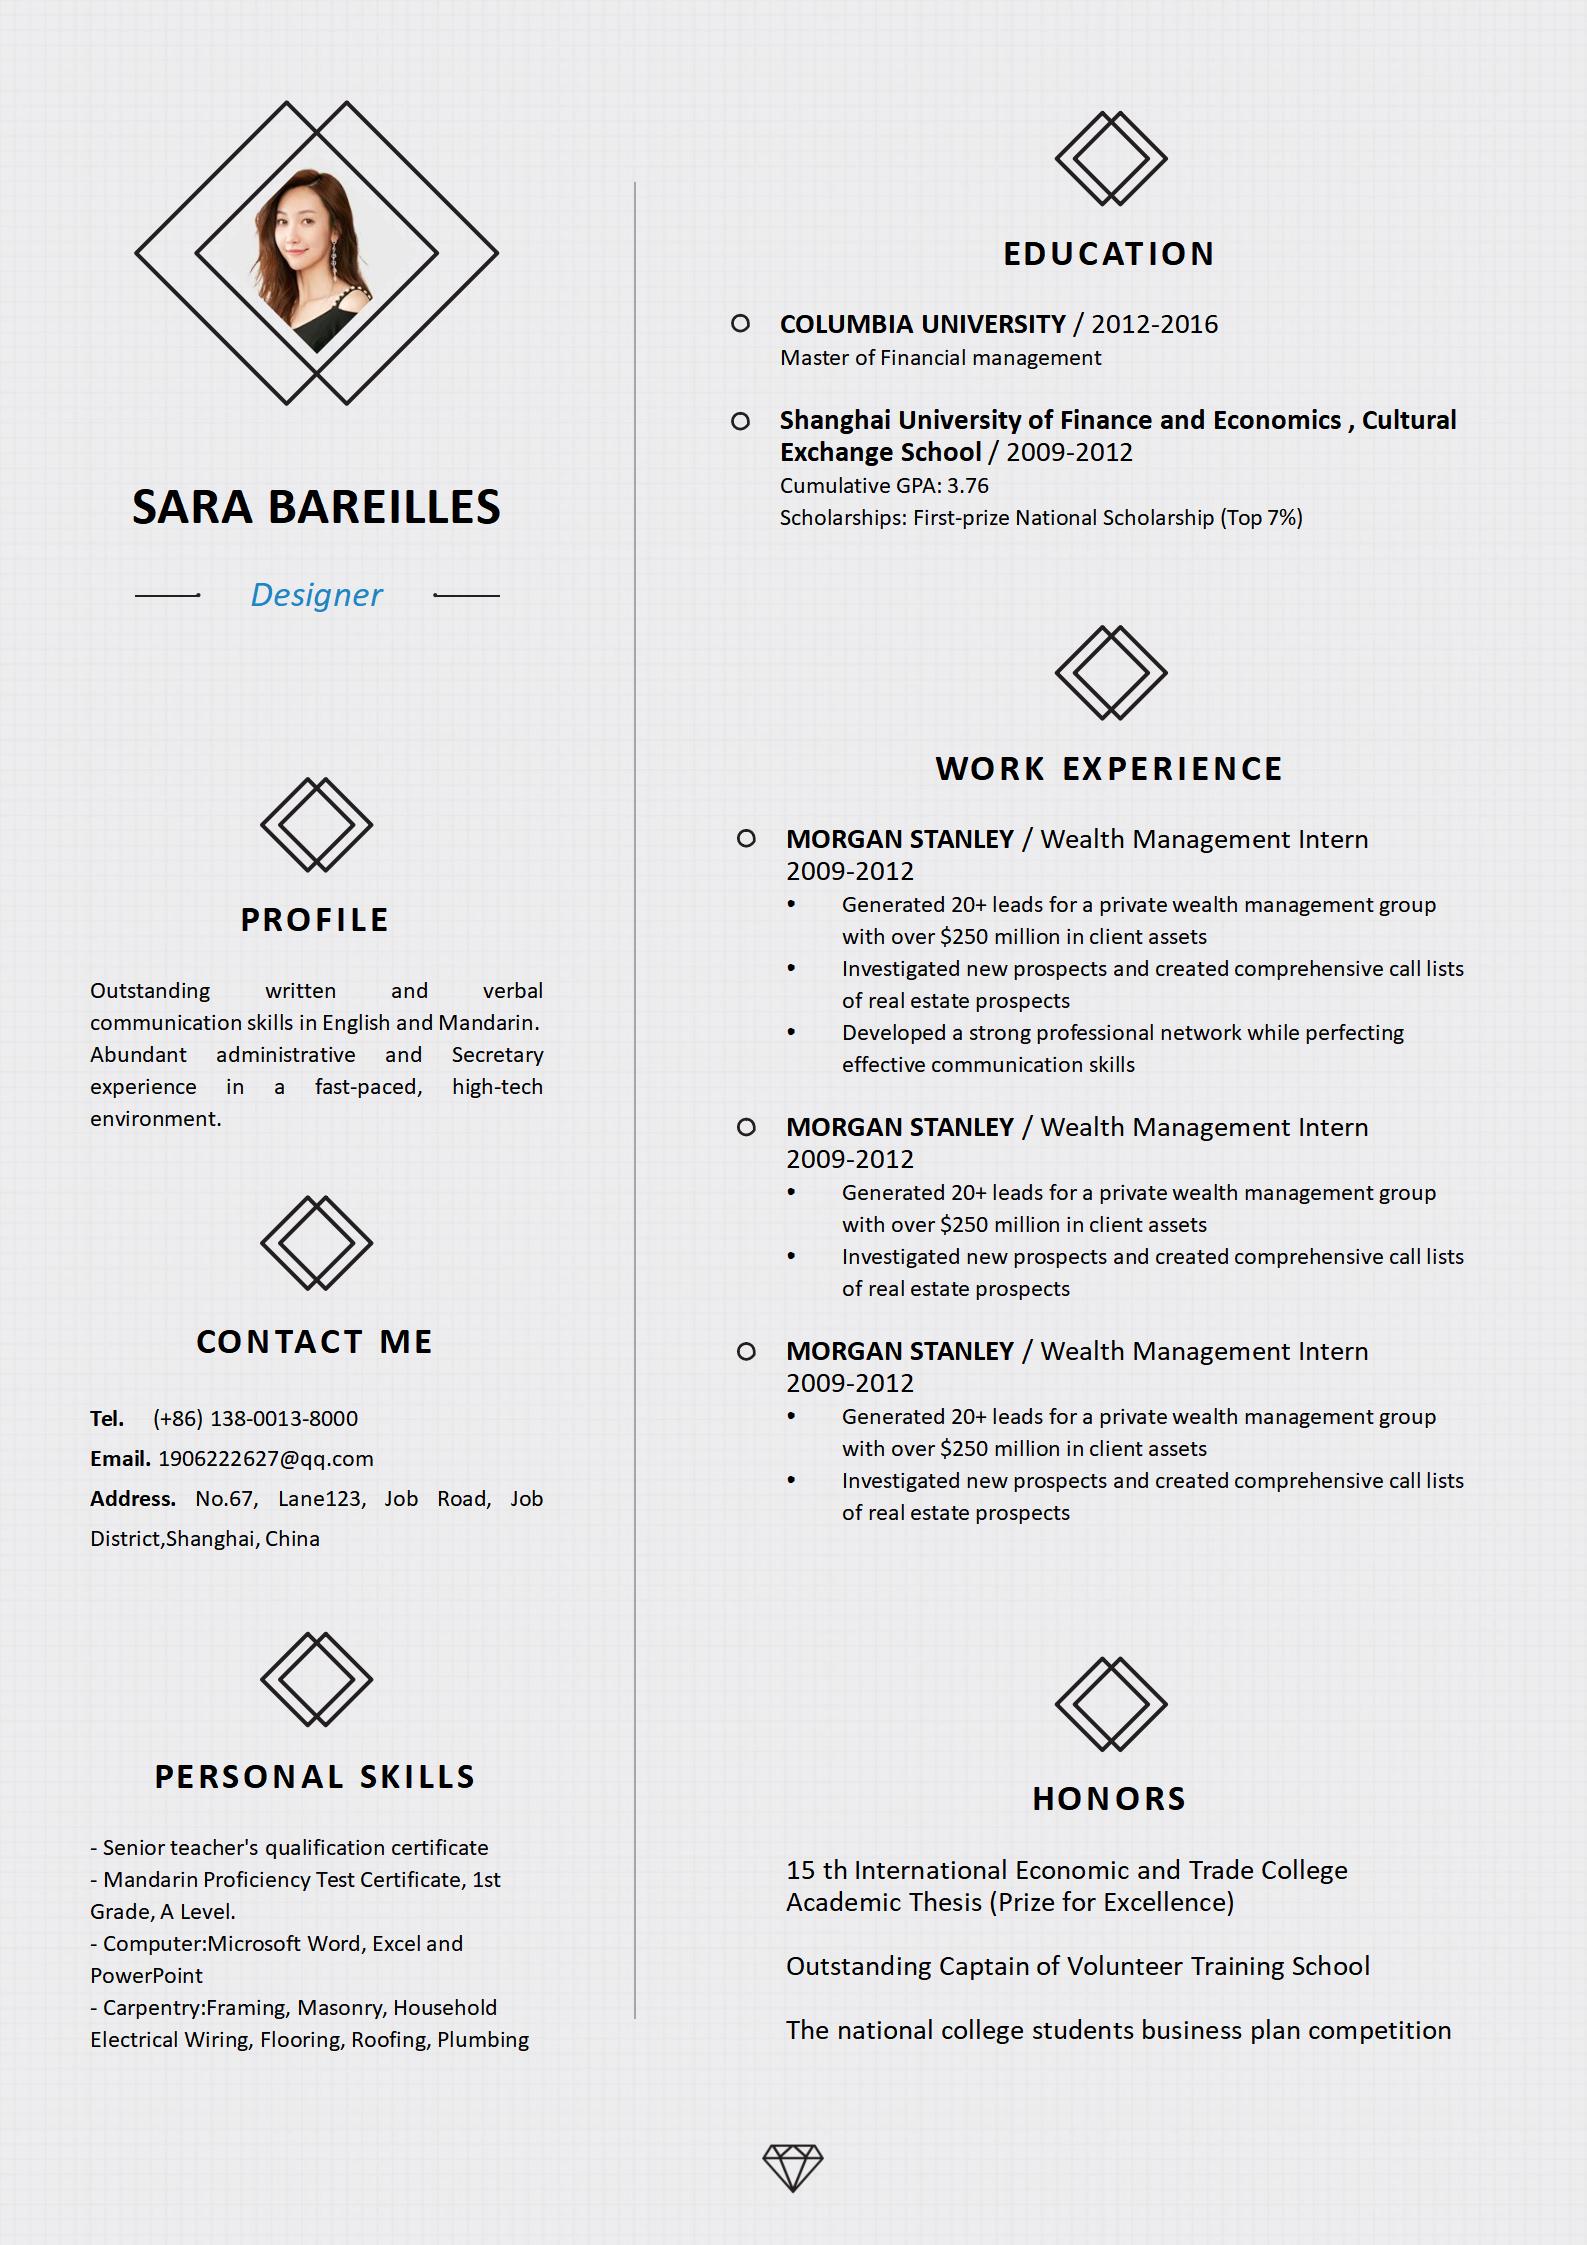 SARA BAREILLES
Designer
PROFILE
Outstanding written and verbal
communication skills in English and Mandarin.
Abundant administrative and Secretary
experience in a fast-paced, high-tech
environment.
CONTACT ME
Tel. (+86) 138-0013-8000
Email. 1906222627@qq.com
Address. No.67, Lane123, Job Road, Job
District,Shanghai, China
PERSONAL SKILLS
- Senior teacher's qualification certificate
- Mandarin Proficiency Test Certificate, 1st
Grade, A Level.
- Computer:Microsoft Word, Excel and
PowerPoint
- Carpentry:Framing, Masonry, Household
Electrical Wiring, Flooring, Roofing, Plumbing
EDUCATION
COLUMBIA UNIVERSITY / 2012-2016
Master of Financial management
Shanghai University of Finance and Economics , Cultural
Exchange School / 2009-2012
Cumulative GPA: 3.76
Scholarships: First-prize National Scholarship (Top 7%)
WORK EXPERIENCE
MORGAN STANLEY / Wealth Management Intern
2009-2012
• Generated 20+ leads for a private wealth management group
with over $250 million in client assets
• Investigated new prospects and created comprehensive call lists
of real estate prospects
• Developed a strong professional network while perfecting
effective communication skills
MORGAN STANLEY / Wealth Management Intern
2009-2012
• Generated 20+ leads for a private wealth management group
with over $250 million in client assets
• Investigated new prospects and created comprehensive call lists
of real estate prospects
MORGAN STANLEY / Wealth Management Intern
2009-2012
• Generated 20+ leads for a private wealth management group
with over $250 million in client assets
• Investigated new prospects and created comprehensive call lists
of real estate prospects
HONORS
15 th International Economic and Trade College
Academic Thesis (Prize for Excellence)
Outstanding Captain of Volunteer Training School
The national college students business plan competition